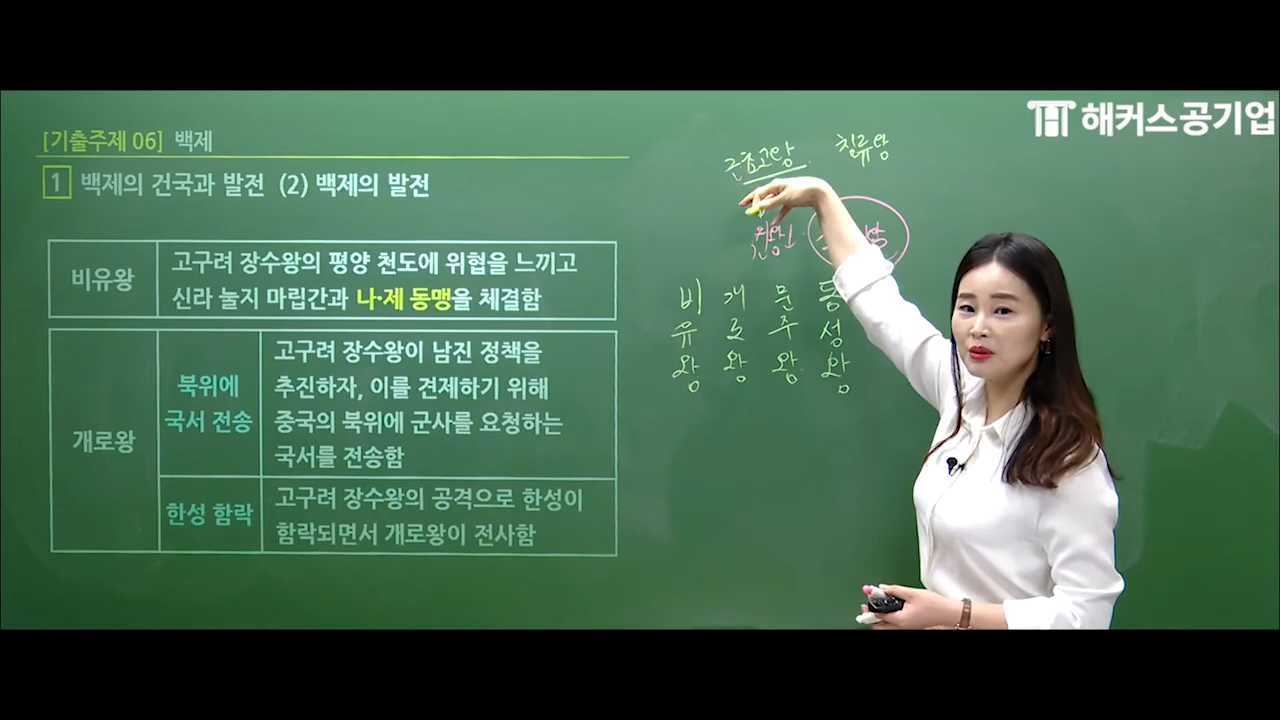 해커스공기업
[기출주제 06] 백제
1 백제의 건국과 발전 (2) 백제의 발전
비유왕
고구려 장수왕의 평양 천도에 위협을 느끼고
신라 눌지 마립간과 나·제 동맹을 체결함
개로왕
북위에
국서 전송
고구려 장수왕이 남진 정책을
추진하자, 이를 견제하기 위해
중국의 북위에 군사를 요청하는
국서를 전송함
한성 함락
고구려 장수왕의 공격으로 한성이
함락되면서 개로왕이 전사함
근초고왕
침류왕
비유왕
개로왕
문주왕
동성왕